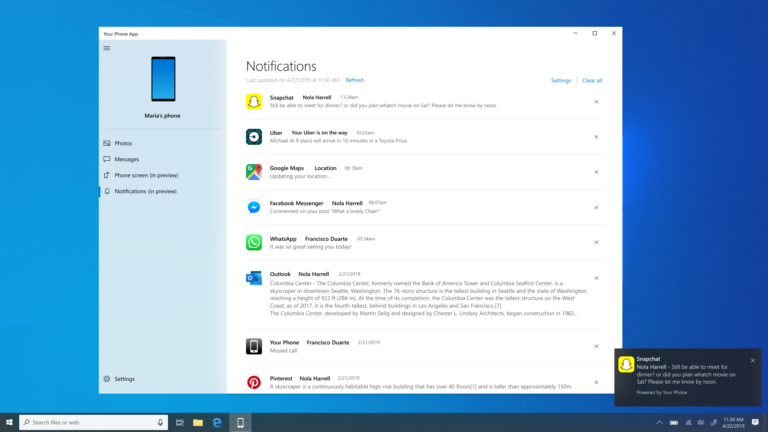 Your Phone App
Maria's phone
Photos
Messages
Phone screen (in preview)
Notifications (in preview)
Settings
Notifications
Last updated on 4/22/2019 at 11:30 AM Refresh
Settings Clear all
Snapchat Nola Harrell 11:24am
Still be able to meet for dinner? or did you plan whatch movie on Sat? Please let me know by noon.
Uber Your Uber is on the way 10:23am
Michael (4.9 stars) will arrive in 10 minutes in a Toyota Prius.
Google Maps Location 08:18am
Updating your location...
Facebook Messenger Nola Harrell 06:07am
Commented on your post "What a lovely Chair!"
WhatsApp Francisco Duarte 05:34am
It was so great seeing you today!
Outlook Nola Harrell 2/21/2019
Columbia Center - The Columbia Center, formerly named the Bank of America Tower and Columbia Seafirst Center, is a
skyscraper in downtown Seattle, Washington. The 76-story structure is the tallest building in Seattle and the state of Washington,
reaching a height of 933 ft (284 m). At the time of its completion, the Columbia Center was the tallest structure on the West
Coast; as of 2017, it is the fourth-tallest, behind buildings in Los Angeles and San Francisco.[7]
The Columbia Center, developed by Martin Selig and designed by Chester L. Lindsey Architects, began construction in 1982...
Your Phone Francisco Duarte 2/21/2019
Missed call
Pinterest Nola Harrell 2/21/2019
A skyscraper is a continuously habitable high-rise building that has over 40 floors[1] and is taller than approximately 150m.
Snapchat
Nola Harrell - Still be able to meet for
dinner? or did you plan whatch movie on
Sat? Please let me know by noon.
Powered by Your Phone
Search files or web
11:30 AM
4/22/2019